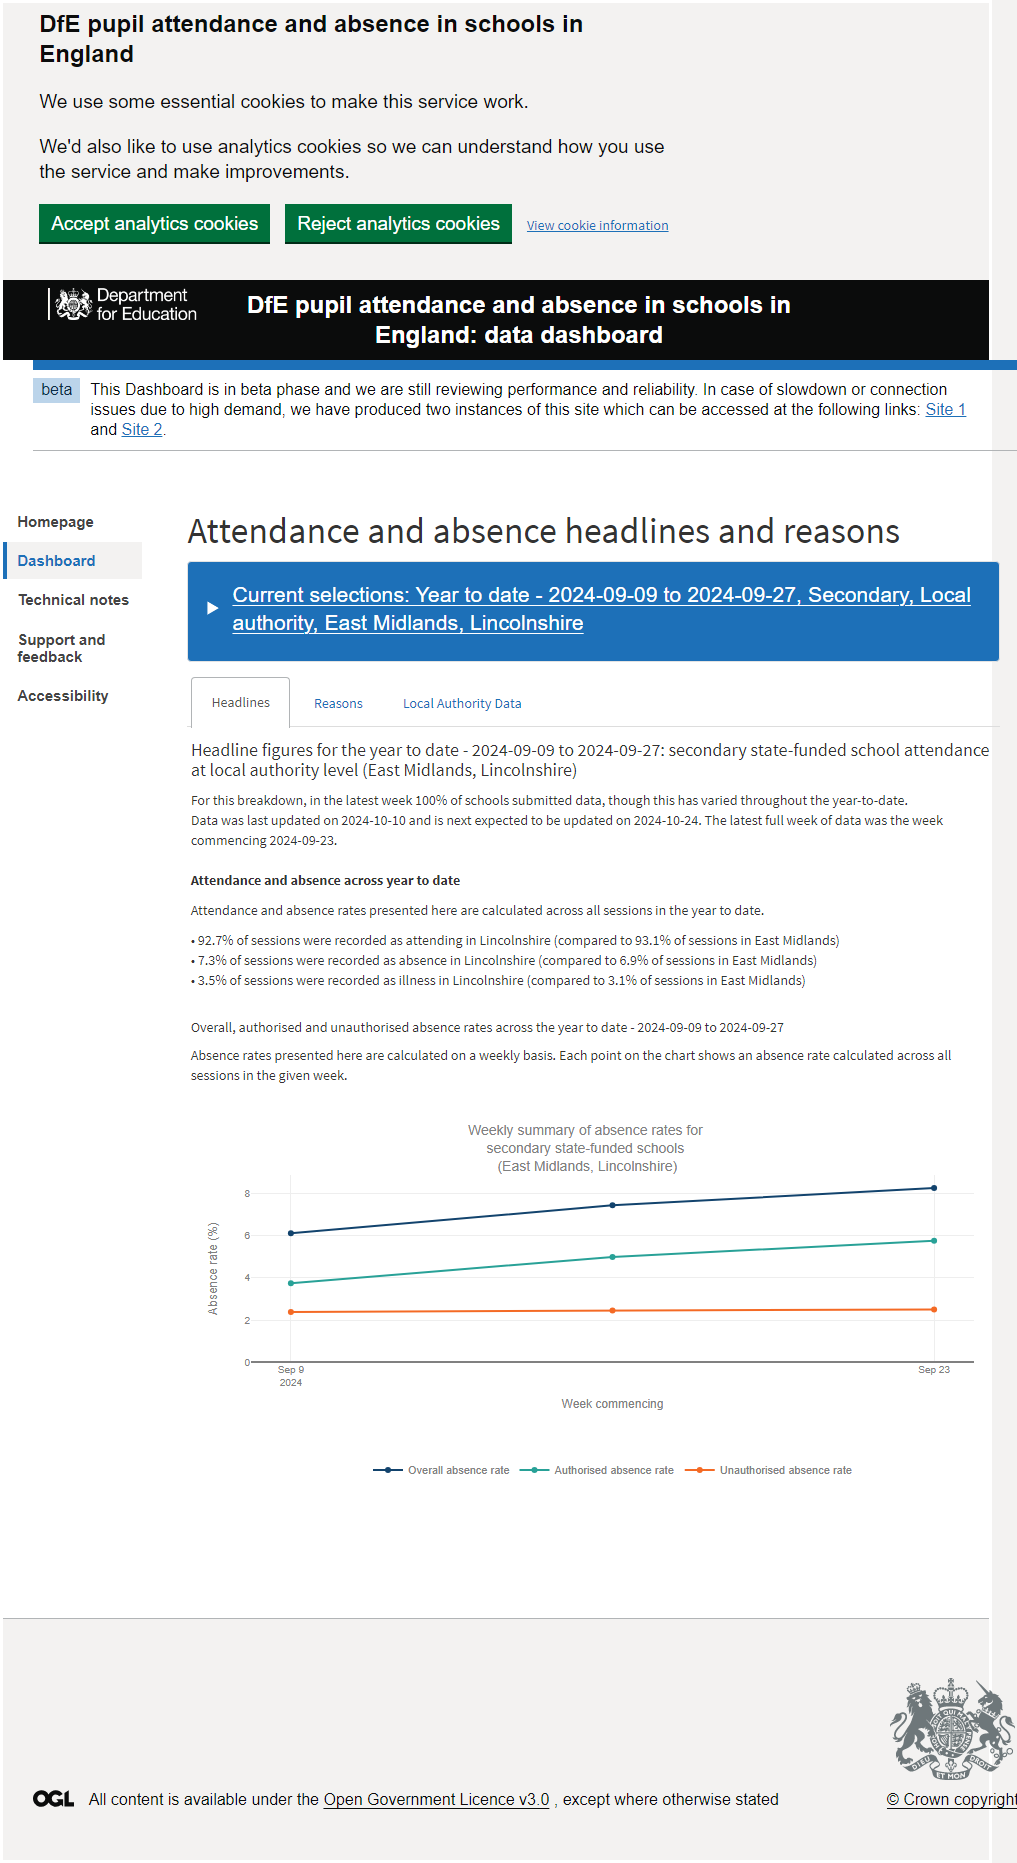 DfE pupil attendance and absence in schools in
England
We use some essential cookies to make this service work.
We'd also like to use analytics cookies so we can understand how you use
the service and make improvements.
Accept analytics cookies Reject analytics cookies View cookie information
Department
for Education
DfE pupil attendance and absence in schools in
England: data dashboard
beta This Dashboard is in beta phase and we are still reviewing performance and reliability. In case of slowdown or connection
issues due to high demand, we have produced two instances of this site which can be accessed at the following links: Site 1
and Site 2.
Homepage
Dashboard
Technical notes
Support and
feedback
Accessibility
Attendance and absence headlines and reasons
Current selections: Year to date - 2024-09-09 to 2024-09-27, Secondary, Local
authority, East Midlands, Lincolnshire
Headlines Reasons Local Authority Data
Headline figures for the year to date - 2024-09-09 to 2024-09-27: secondary state-funded school attendance
at local authority level (East Midlands, Lincolnshire)
For this breakdown, in the latest week 100% of schools submitted data, though this has varied throughout the year-to-date.
Data was last updated on 2024-10-10 and is next expected to be updated on 2024-10-24. The latest full week of data was the week
commencing 2024-09-23.
Attendance and absence across year to date
Attendance and absence rates presented here are calculated across all sessions in the year to date.
• 92.7% of sessions were recorded as attending in Lincolnshire (compared to 93.1% of sessions in East Midlands)
• 7.3% of sessions were recorded as absence in Lincolnshire (compared to 6.9% of sessions in East Midlands)
• 3.5% of sessions were recorded as illness in Lincolnshire (compared to 3.1% of sessions in East Midlands)
Overall, authorised and unauthorised absence rates across the year to date - 2024-09-09 to 2024-09-27
Absence rates presented here are calculated on a weekly basis. Each point on the chart shows an absence rate calculated across all
sessions in the given week.
Weekly summary of absence rates for
secondary state-funded schools
(East Midlands, Lincolnshire)
Absence rate (%)
8
6
4
2
0
Sep 9
2024
Sep 23
Week commencing
Overall absence rate Authorised absence rate Unauthorised absence rate
DIEU ET MON DROIT
OGL All content is available under the Open Government Licence v3.0 , except where otherwise stated
© Crown copyright